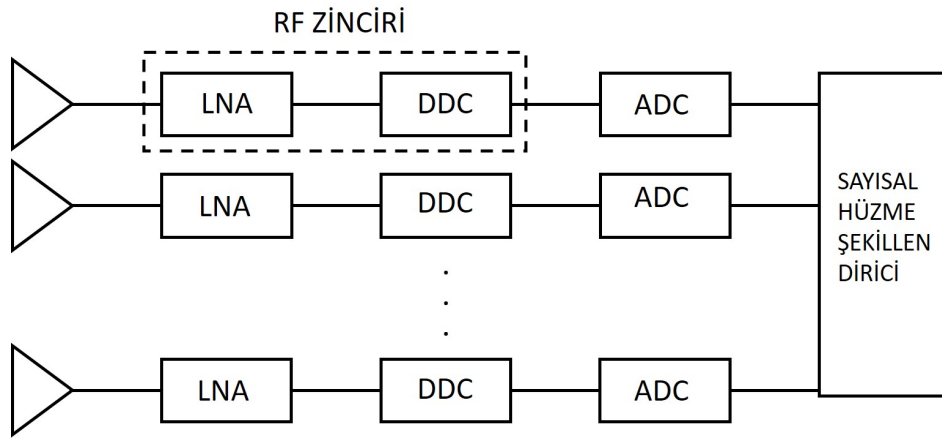 RF ZİNCİRİ
LNA DDC ADC
LNA DDC ADC
SAYISAL
HÜZME
ŞEKİLLEN
DİRİCİ
.
.
.
LNA DDC ADC